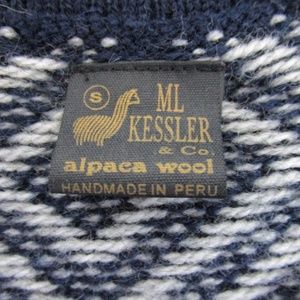 S
ML
KESSLER
& Co.
alpaca wool
HANDMADE IN PERU